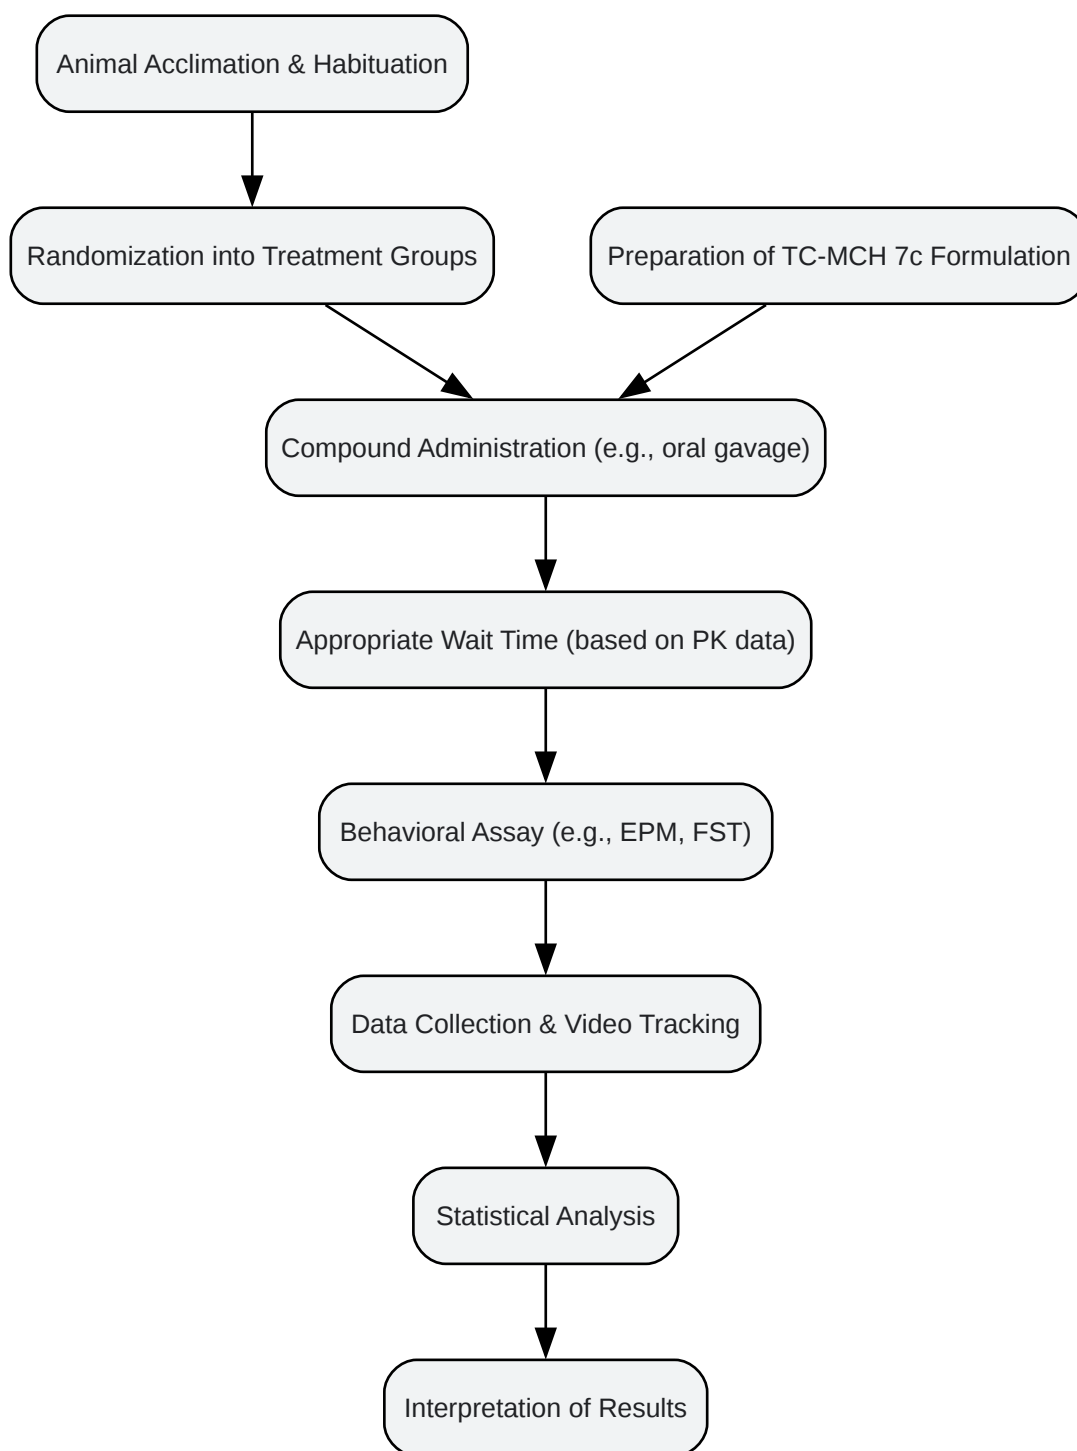 Animal Acclimation & Habituation
Randomization into Treatment Groups
Preparation of TC-MCH 7c Formulation
Compound Administration (e.g., oral gavage)
Appropriate Wait Time (based on PK data)
Behavioral Assay (e.g., EPM, FST)
Data Collection & Video Tracking
Statistical Analysis
Interpretation of Results